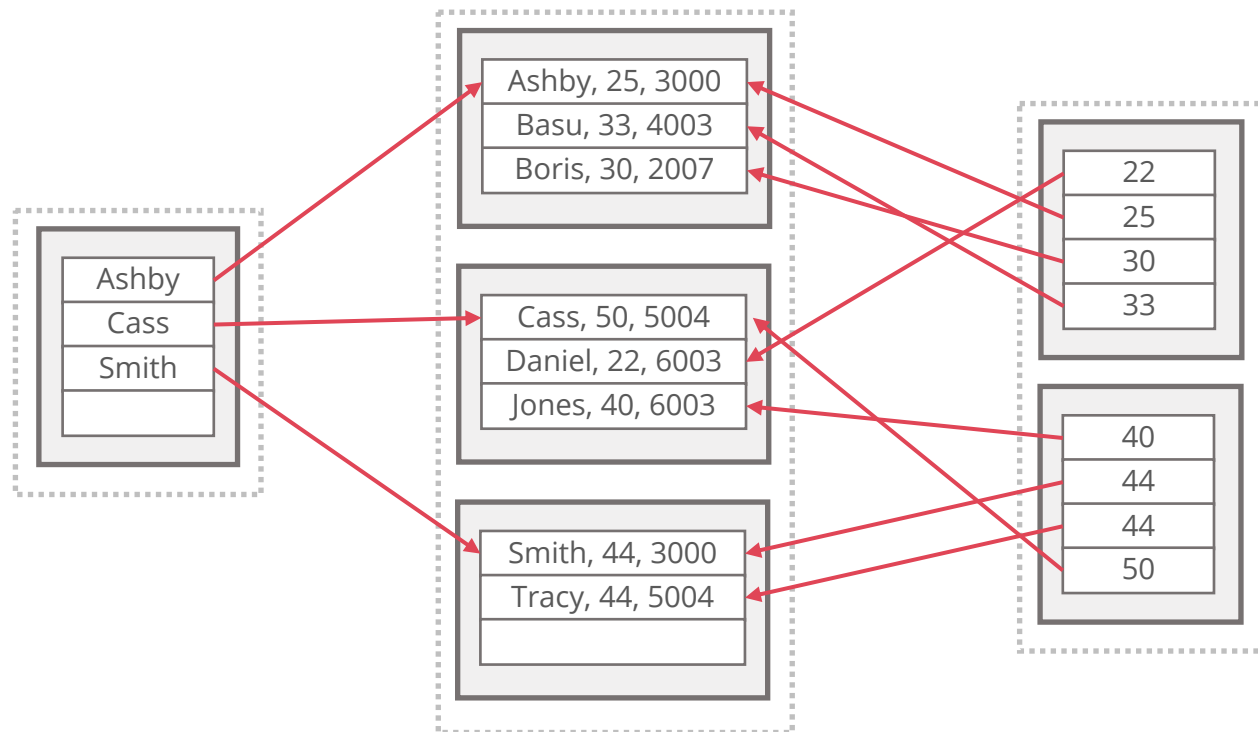 Ashby
Cass
Smith
Ashby, 25, 3000
Basu, 33, 4003
Boris, 30, 2007
Cass, 50, 5004
Daniel, 22, 6003
Jones, 40, 6003
Smith, 44, 3000
Tracy, 44, 5004
22
25
30
33
40
44
44
50